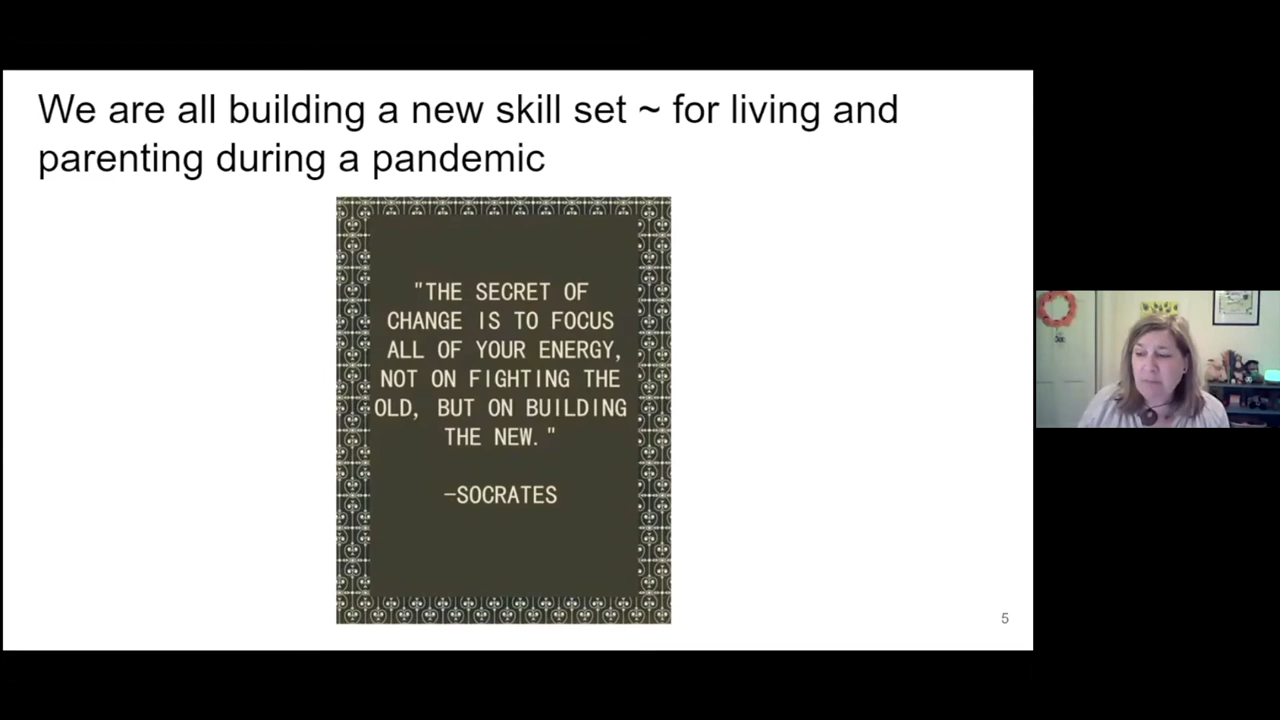 We are all building a new skill set ~ for living and
parenting during a pandemic
"THE SECRET OF
CHANGE IS TO FOCUS
ALL OF YOUR ENERGY,
NOT ON FIGHTING THE
OLD, BUT ON BUILDING
THE NEW."
—SOCRATES
5